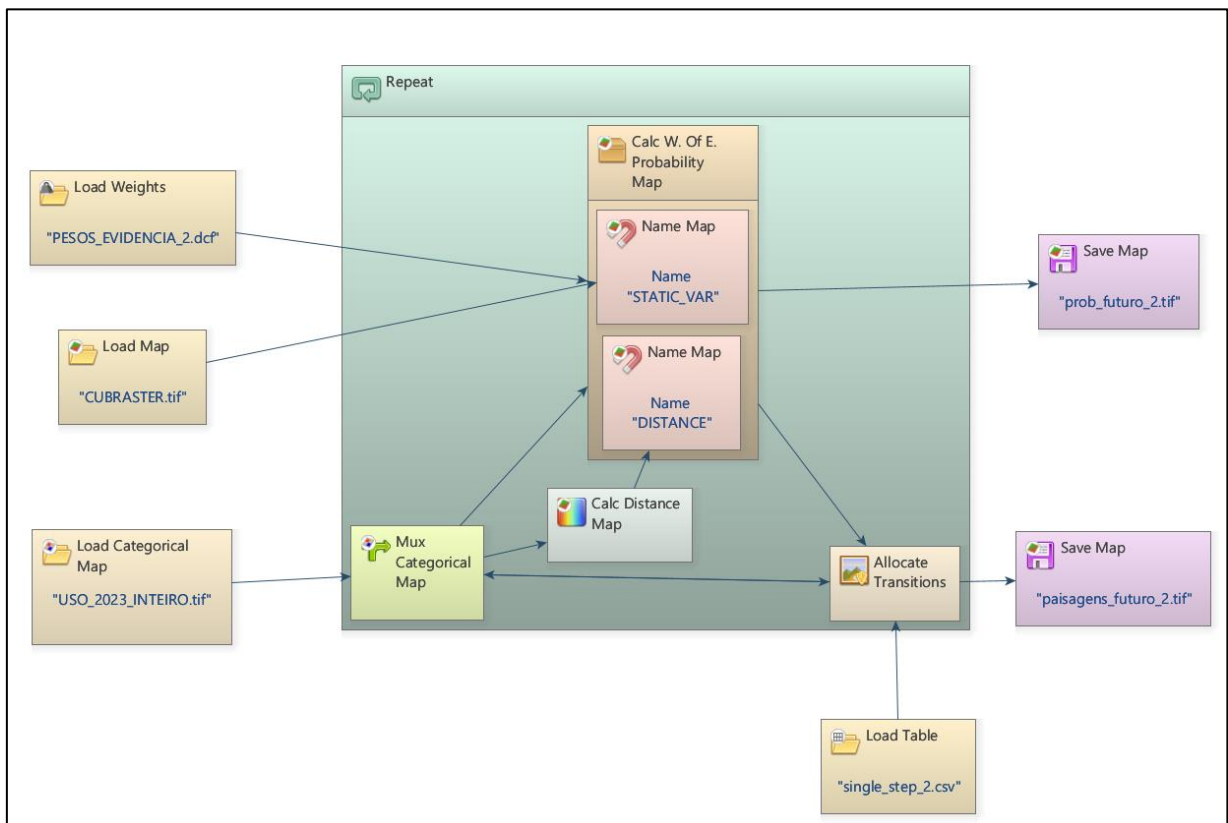 Repeat
Calc W. Of E.
Probability
Map
Load Weights
"PESOS_EVIDENCIA_2.dcf"
Name Map
Name
"STATIC_VAR"
Save Map
"prob_futuro_2.tif"
Load Map
"CUBRASTER.tif"
Name Map
Name
"DISTANCE"
Calc Distance
Map
Load Categorical
Map
"USO_2023_INTEIRO.tif"
Mux
Categorical
Map
Allocate
Transitions
Save Map
"paisagens_futuro_2.tif"
Load Table
"single_step_2.csv"